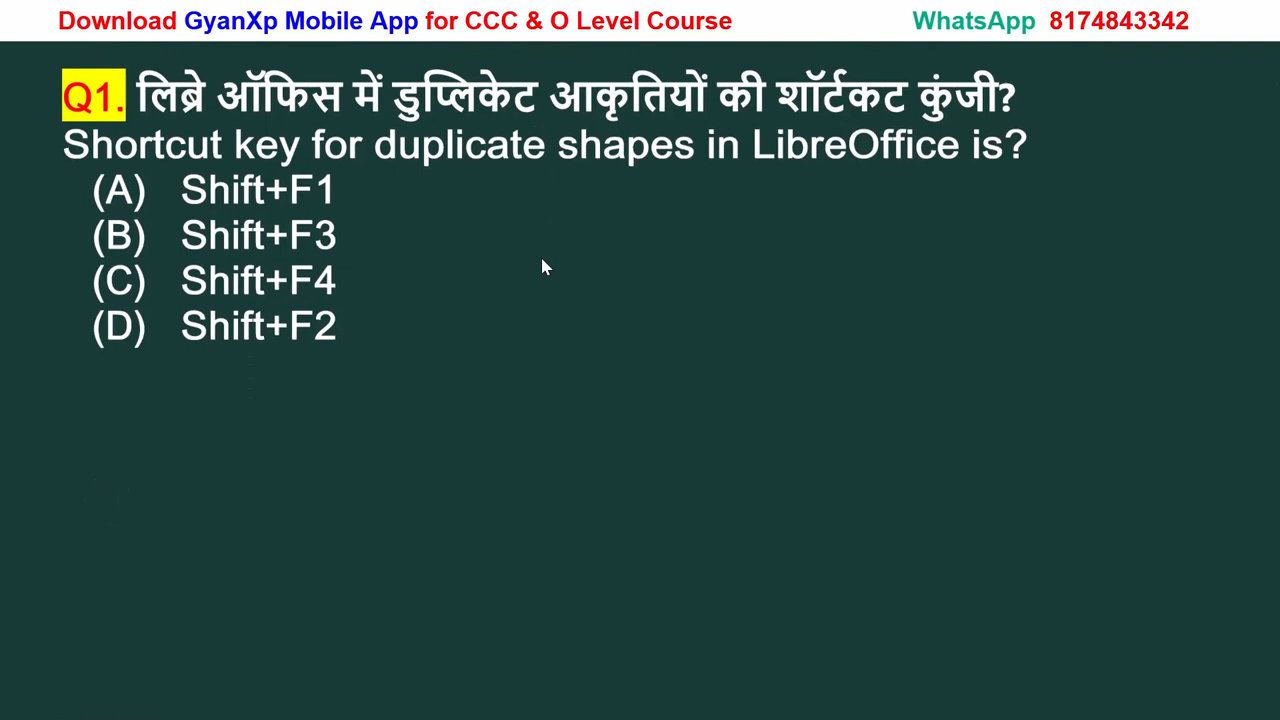 Download GyanXp Mobile App for CCC & O Level Course WhatsApp 8174843342
Q1. लिब्रे ऑफिस में डुप्लिकेट आकृतियों की शॉर्टकट कुंजी?
Shortcut key for duplicate shapes in LibreOffice is?
(A) Shift+F1
(B) Shift+F3
(C) Shift+F4
(D) Shift+F2